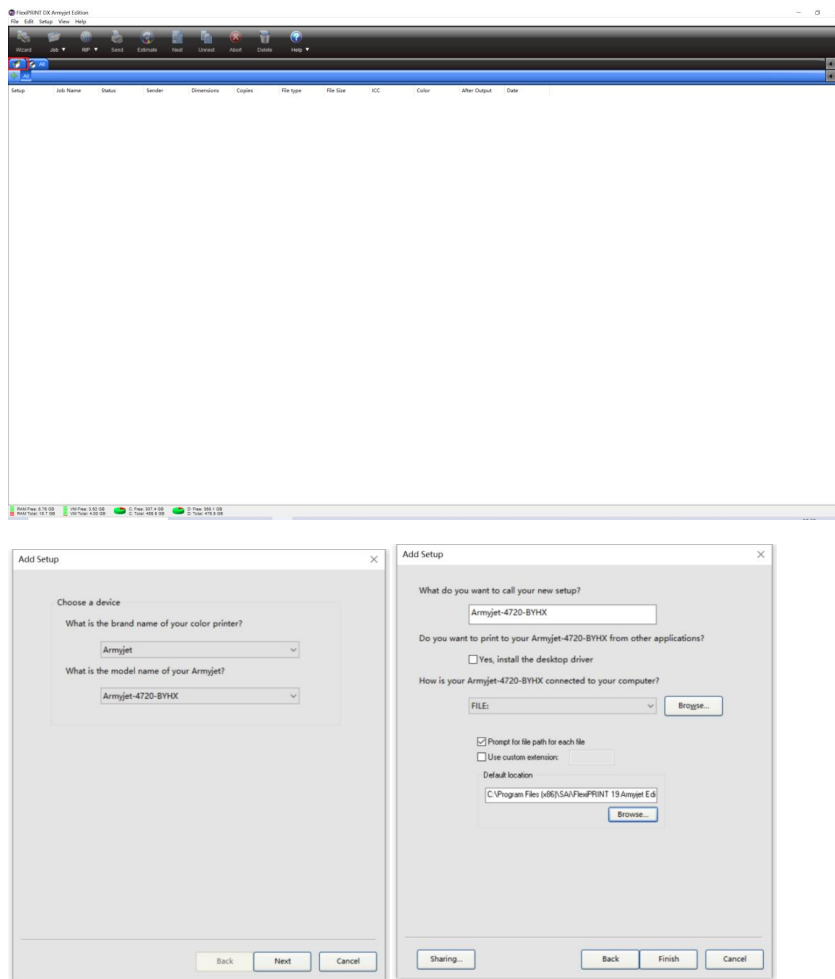 FlexiPRINT DX Armyjet Edition
File Edit Setup View Help
Wizard Job RIP Send Estimate Nest Unnest Abort Delete Help
All
All
Setup Job Name Status Sender Dimensions Copies File type File Size ICC Color After Output Date
Add Setup
Choose a device
What is the brand name of your color printer?
Armyjet
What is the model name of your Armyjet?
Armyjet-4720-BYHX
Back Next Cancel
Add Setup
What do you want to call your new setup?
Armyjet-4720-BYHX
Do you want to print to your Armyjet-4720-BYHX from other applications?
Yes, install the desktop driver
How is your Armyjet-4720-BYHX connected to your computer?
FILE: Browse...
Prompt for file path for each file
Use custom extension:
Default location
C:\Program Files (x86)\SAi\FlexiPRINT 19 Armyjet Edi
Browse...
Sharing... Back Finish Cancel